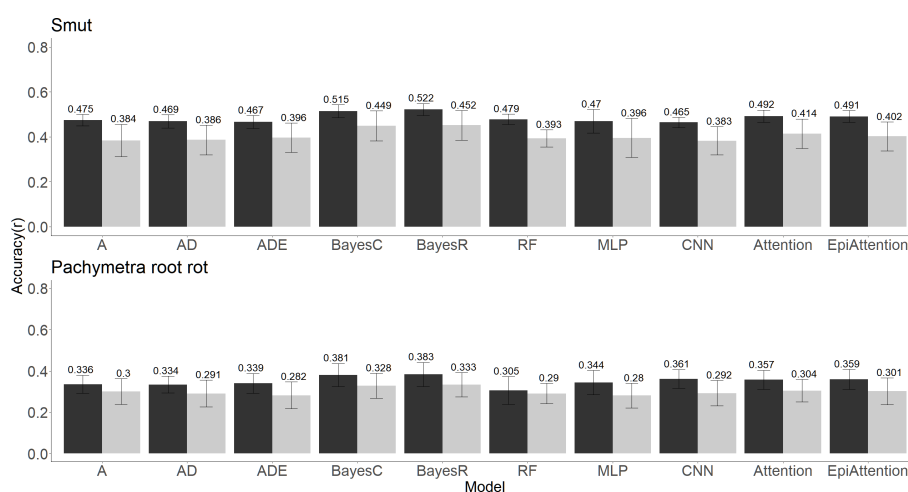 Smut
Accuracy(r)
0.8
0.6
0.4
0.2
0.0
0.475 0.384 0.469 0.386 0.467 0.396 0.515 0.449 0.522 0.452 0.479 0.393 0.47 0.396 0.465 0.383 0.492 0.414 0.491 0.402
A AD ADE BayesC BayesR RF MLP CNN Attention EpiAttention
Pachymetra root rot
0.8
0.6
0.4
0.2
0.0
0.336 0.3 0.334 0.291 0.339 0.282 0.381 0.328 0.383 0.333 0.305 0.29 0.344 0.28 0.361 0.292 0.357 0.304 0.359 0.301
A AD ADE BayesC BayesR RF MLP CNN Attention EpiAttention
Model